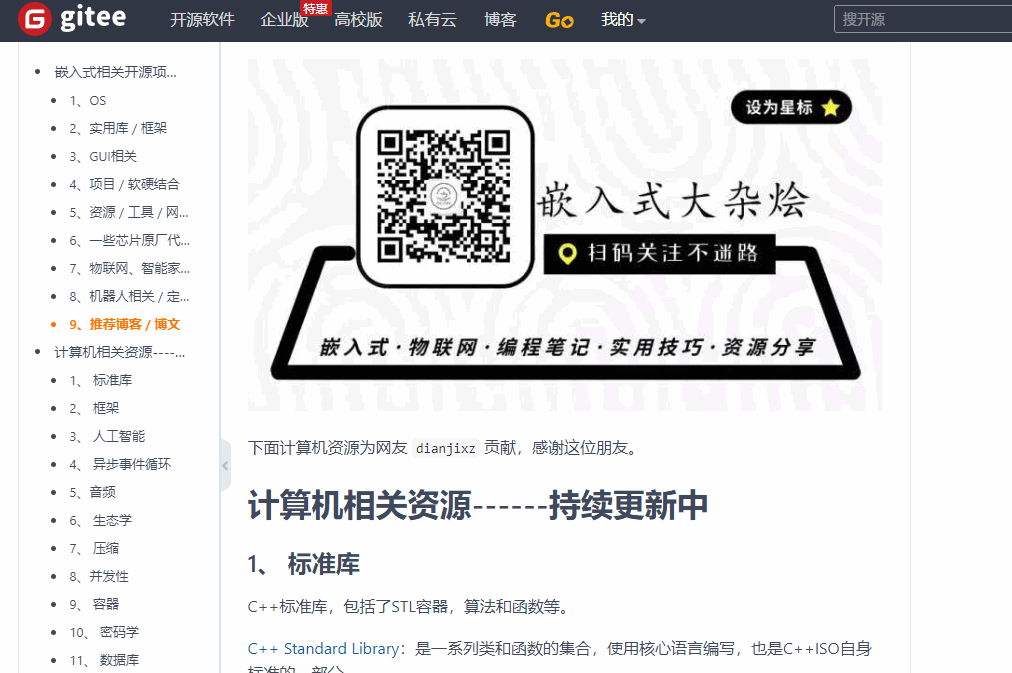 gitee
开源软件 企业版 特惠 高校版 私有云 博客 Go 我的
搜开源
嵌入式相关开源项...
1、OS
2、实用库 / 框架
3、GUI相关
4、项目 / 软硬结合
5、资源 / 工具 / 网...
6、一些芯片原厂代...
7、物联网、智能家...
8、机器人相关 / 定...
9、推荐博客 / 博文
计算机相关资源----...
1、 标准库
2、 框架
3、 人工智能
4、 异步事件循环
5、音频
6、 生态学
7、 压缩
8、并发性
9、 容器
10、 密码学
11、 数据库
设为星标
嵌入式大杂烩
扫码关注不迷路
嵌入式·物联网·编程笔记·实用技巧·资源分享
下面计算机资源为网友 dianjixz 贡献，感谢这位朋友。
计算机相关资源------持续更新中
1、 标准库
C++标准库，包括了STL容器，算法和函数等。
C++ Standard Library：是一系列类和函数的集合，使用核心语言编写，也是C++ISO自身
标准的一部分